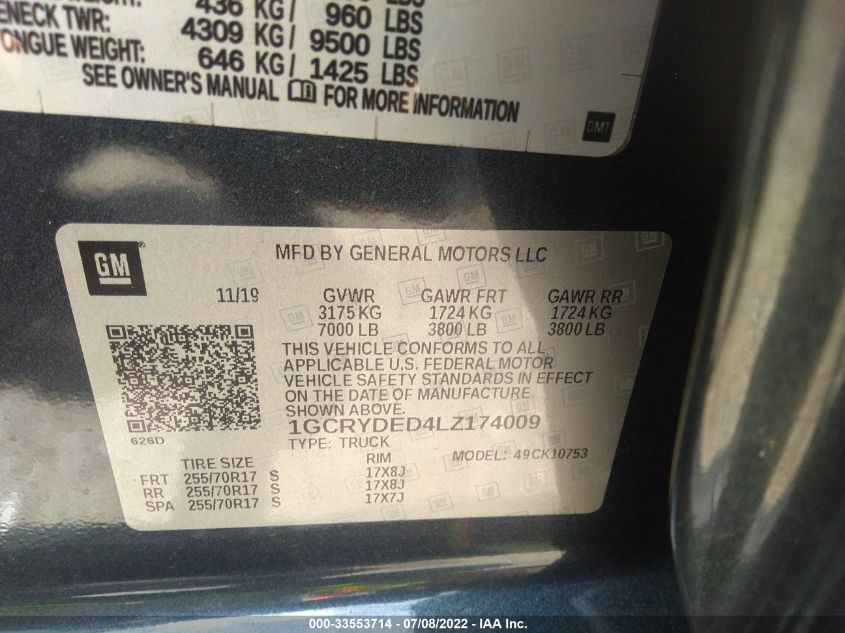 436 KG/ 960 LBS
ENECK TWR: 4309 KG/ 9500 LBS
TONGUE WEIGHT: 646 KG/ 1425 LBS
SEE OWNER'S MANUAL FOR MORE INFORMATION
DMT
GM
MFD BY GENERAL MOTORS LLC
11/19 GVWR GAWR FRT GAWR RR
3175 KG 1724 KG 1724 KG
7000 LB 3800 LB 3800 LB
THIS VEHICLE CONFORMS TO ALL
APPLICABLE U.S. FEDERAL MOTOR
VEHICLE SAFETY STANDARDS IN EFFECT
ON THE DATE OF MANUFACTURE
SHOWN ABOVE.
626D
1GCRYDED4LZ174009
TYPE: TRUCK
MODEL: 49CK10753
TIRE SIZE RIM
FRT 255/70R17 S 17X8J
RR 255/70R17 S 17X8J
SPA 255/70R17 S 17X7J
000-33553714 - 07/08/2022 - IAA Inc.